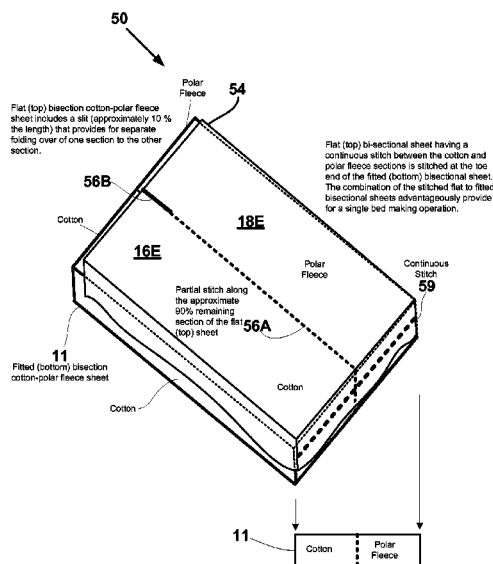 50
Polar
Fleece
54
Flat (top) bisection cotton-polar fleece
sheet includes a slit (approximately 10 %
the length) that provides for separate
folding over of one section to the other
section.
Flat (top) bi-sectional sheet having a
continuous stitch between the cotton and
polar fleece sections is stitched at the toe
end of the fitted (bottom) bisectional sheet.
The combination of the stitched flat to fitted
bisectional sheets advantageously provide
for a single bed making operation.
56B
Cotton
18E
16E
Polar
Fleece
Continuous
Stitch
59
Partial stitch along
the approximate
90% remaining
section of the flat
(top) sheet
56A
11
Fitted (bottom) bisection
cotton-polar fleece sheet
Cotton
Cotton
11
Cotton
Polar
Fleece